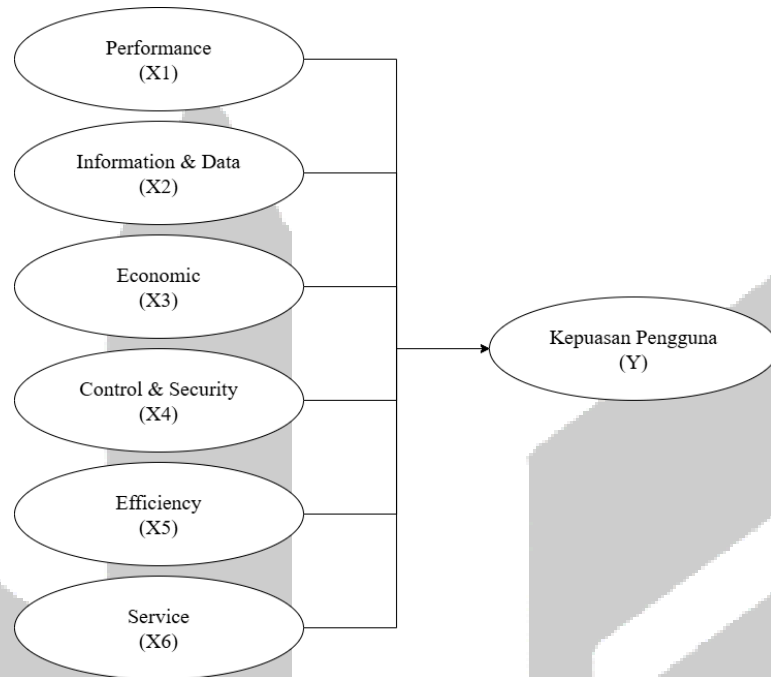 Performance
(X1)
Information & Data
(X2)
Economic
(X3)
Control & Security
(X4)
Efficiency
(X5)
Service
(X6)
Kepuasan Pengguna
(Y)